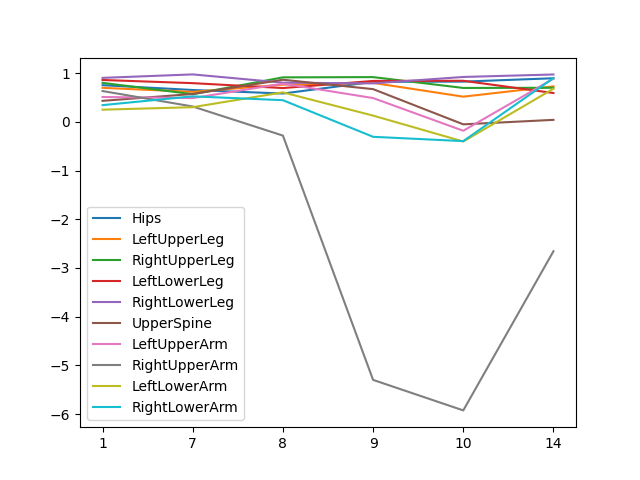 1
0
−1
−2
−3
−4
−5
−6
Hips
LeftUpperLeg
RightUpperLeg
LeftLowerLeg
RightLowerLeg
UpperSpine
LeftUpperArm
RightUpperArm
LeftLowerArm
RightLowerArm
1 7 8 9 10 14